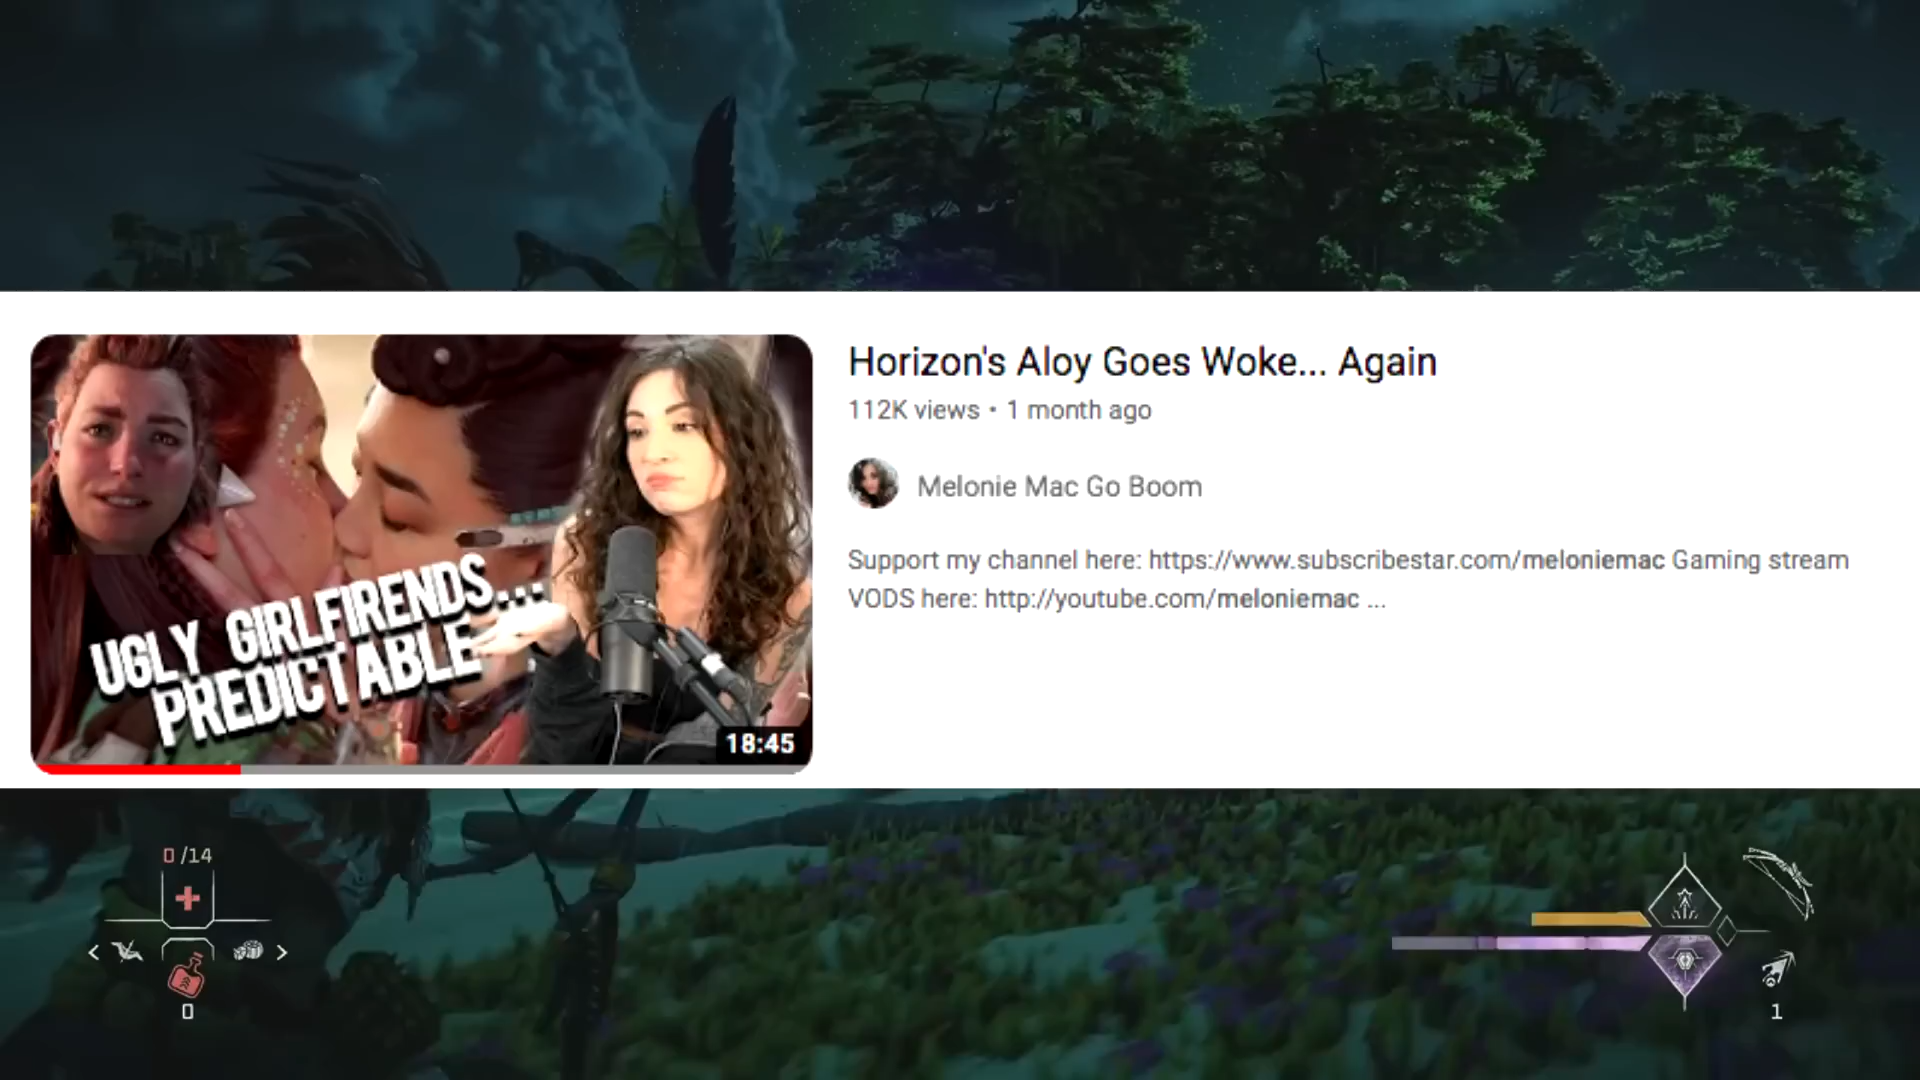 Horizon's Aloy Goes Woke... Again
112K views • 1 month ago
Melonie Mac Go Boom
Support my channel here: https://www.subscribestar.com/meloniemac Gaming stream
VODS here: http://youtube.com/meloniemac ...
UGLY GIRLFIRENDS...
PREDICTABLE
18:45
0 /14
0
1